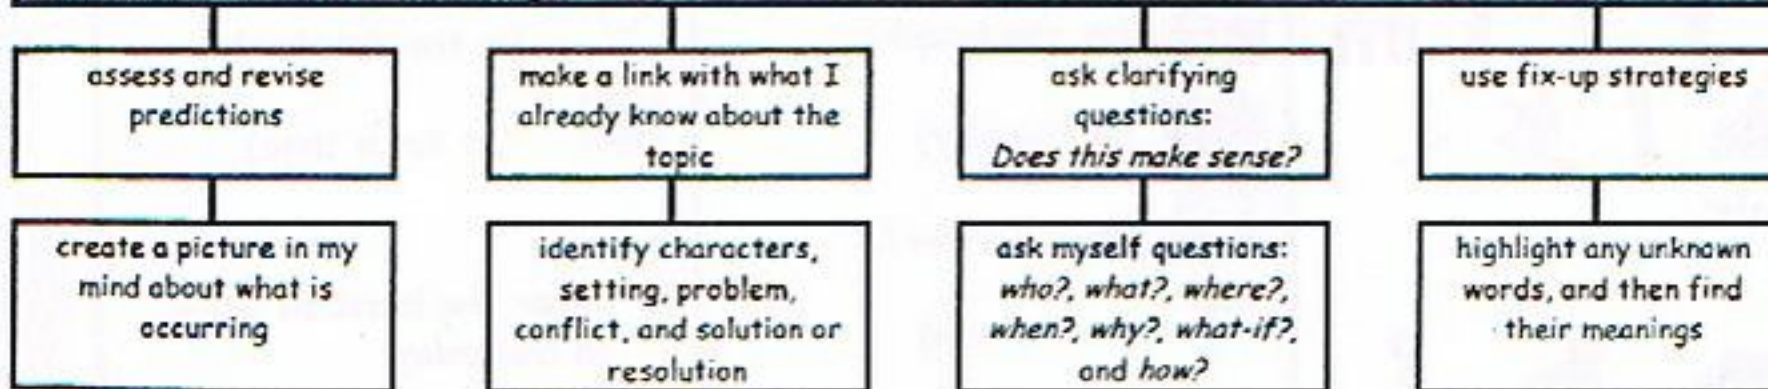 assess and revise
predictions
make a link with what I
already know about the
topic
ask clarifying
questions:
Does this make sense?
use fix-up strategies
create a picture in my
mind about what is
occurring
identify characters,
setting, problem,
conflict, and solution or
resolution
ask myself questions:
who?, what?, where?,
when?, why?, what-if?,
and how?
highlight any unknown
words, and then find
their meanings